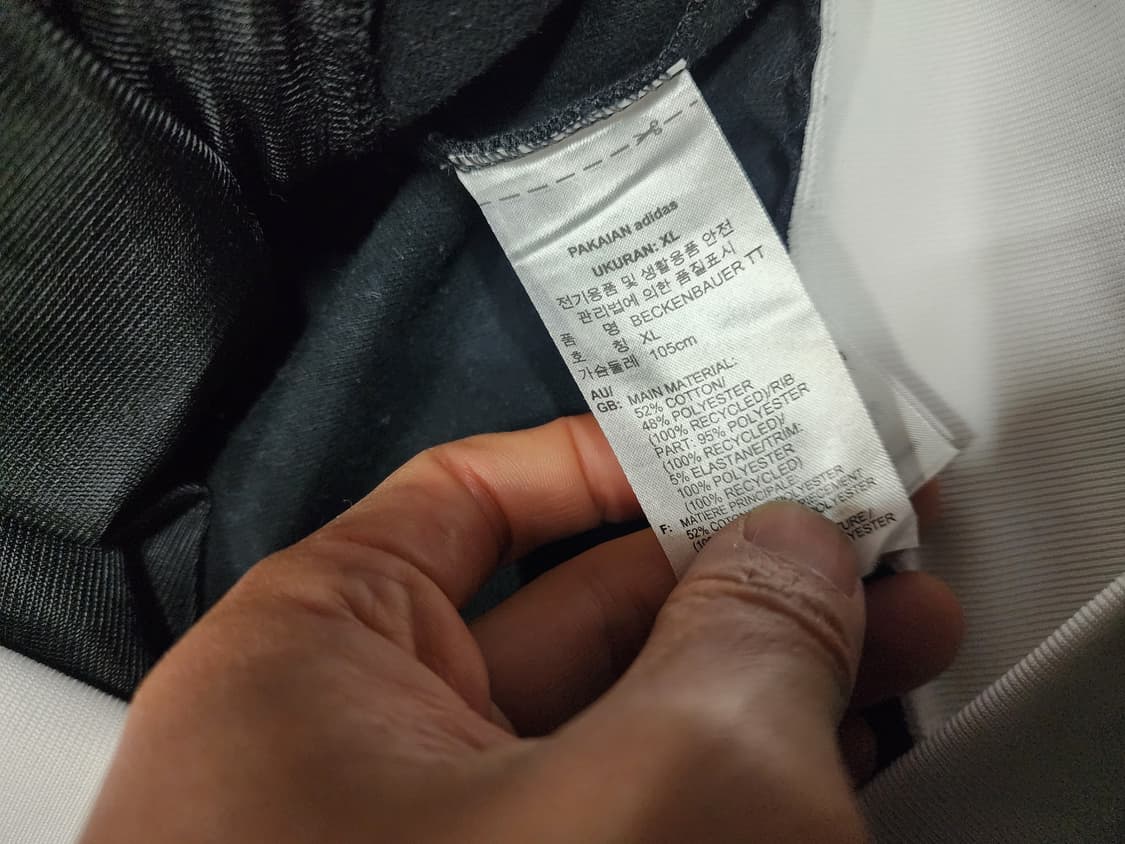 PAKAIAN adidas
UKURAN: XL
전기용품 및 생활용품 안전
관리법에 의한 품질표시
품 명 BECKENBAUER TT
호 칭 XL
가슴둘레 105cm
AU/
GB: MAIN MATERIAL:
52% COTTON/
48% POLYESTER
(100% RECYCLED)/RIB
PART: 95% POLYESTER
(100% RECYCLED)/
5% ELASTANE/TRIM:
100% POLYESTER
(100% RECYCLED)
F: MATIERE PRINCIPALE:
52% POLYESTER
POLYESTER